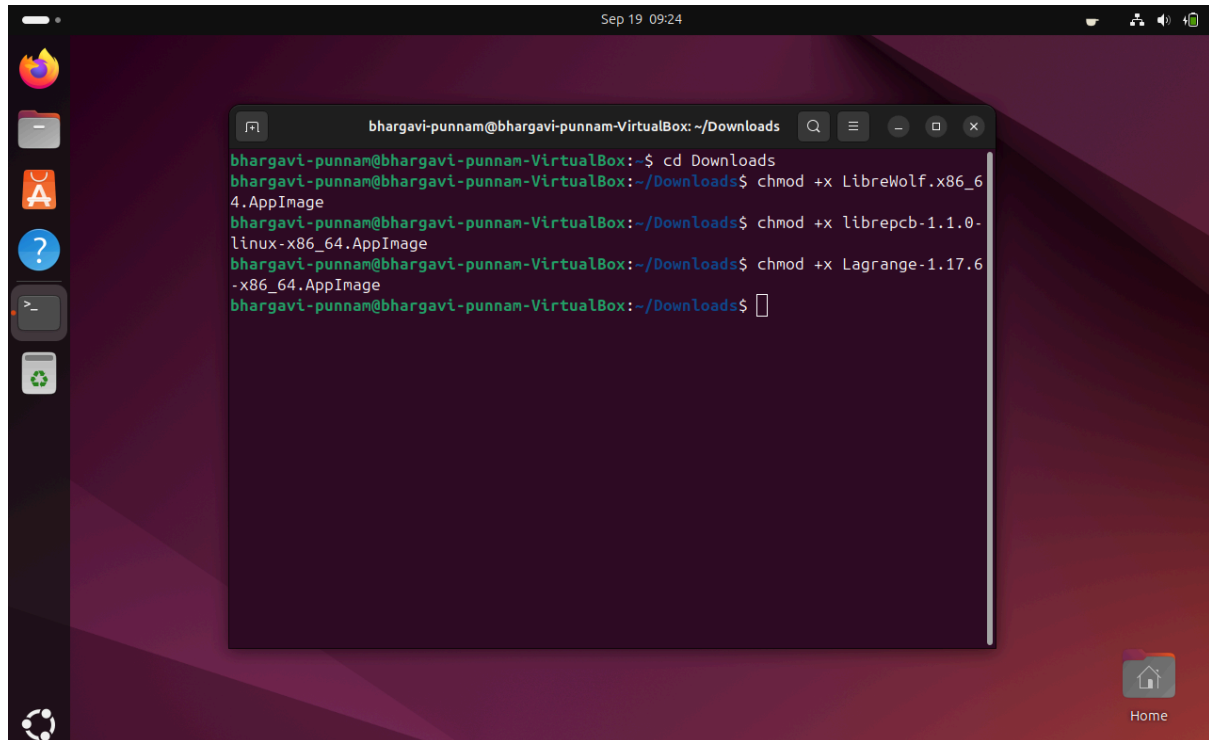 Sep 19 09:24
bhargavi-punnam@bhargavi-punnam-VirtualBox: ~/Downloads
bhargavi-punnam@bhargavi-punnam-VirtualBox:~$ cd Downloads
bhargavi-punnam@bhargavi-punnam-VirtualBox:~/Downloads$ chmod +x LibreWolf.x86_6
4.AppImage
bhargavi-punnam@bhargavi-punnam-VirtualBox:~/Downloads$ chmod +x librepcb-1.1.0-
linux-x86_64.AppImage
bhargavi-punnam@bhargavi-punnam-VirtualBox:~/Downloads$ chmod +x Lagrange-1.17.6
-x86_64.AppImage
bhargavi-punnam@bhargavi-punnam-VirtualBox:~/Downloads$
Home